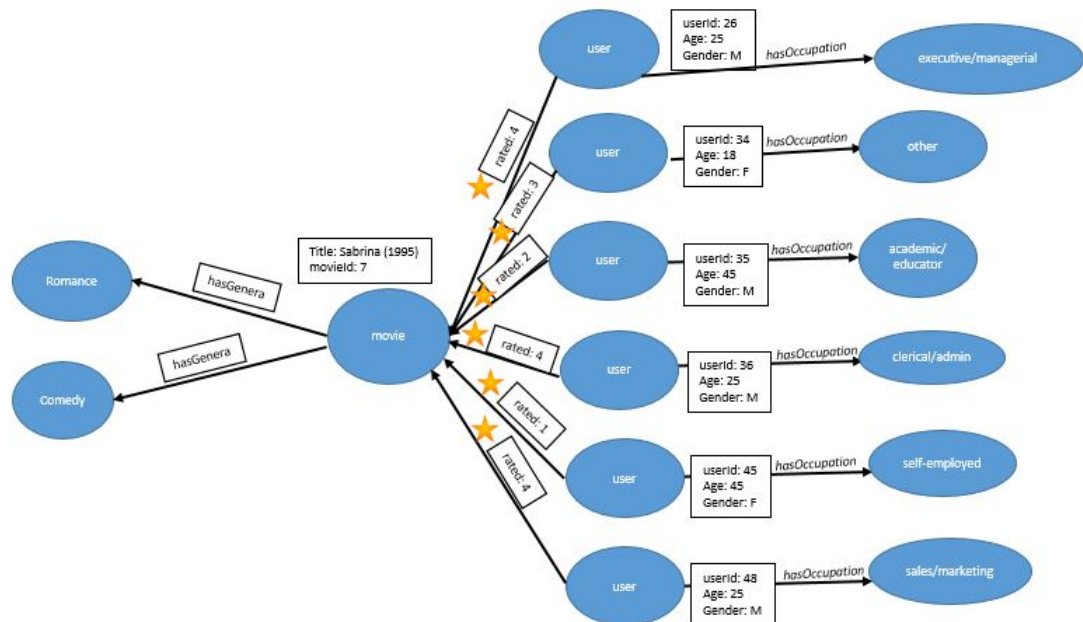 userId: 26
Age: 25
Gender: M
user
hasOccupation
executive/managerial
rated: 4
userId: 34
Age: 18
Gender: F
user
hasOccupation
other
rated: 3
userId: 35
Age: 45
Gender: M
user
hasOccupation
academic/
educator
rated: 2
Title: Sabrina (1995)
movieId: 7
Romance
hasGenera
movie
hasGenera
Comedy
rated: 4
user
userId: 36
Age: 25
Gender: M
hasOccupation
clerical/admin
rated: 1
user
userId: 45
Age: 45
Gender: F
hasOccupation
self-employed
rated: 4
user
userId: 48
Age: 25
Gender: M
hasOccupation
sales/marketing